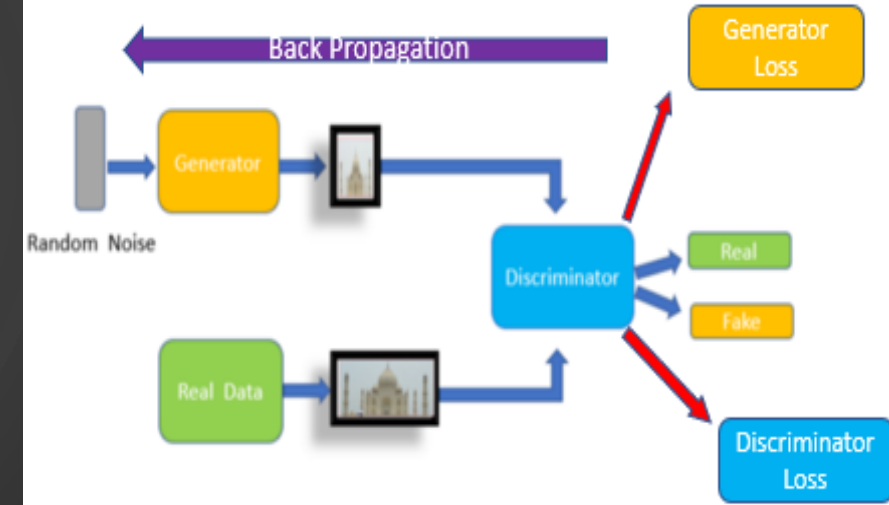 Back Propagation
Generator
Loss
Generator
Random Noise
Discriminator
Real
Fake
Real Data
Discriminator
Loss